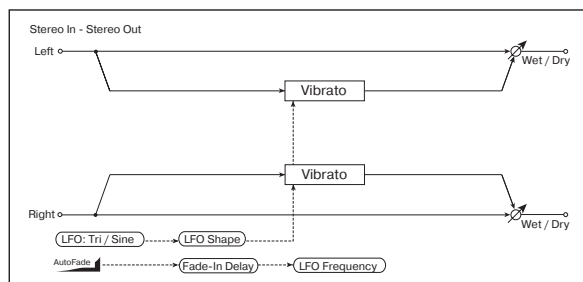 Stereo In - Stereo Out
Left
Wet / Dry
Vibrato
Vibrato
Right
Wet / Dry
LFO: Tri / Sine
LFO Shape
AutoFade
Fade-In Delay
LFO Frequency